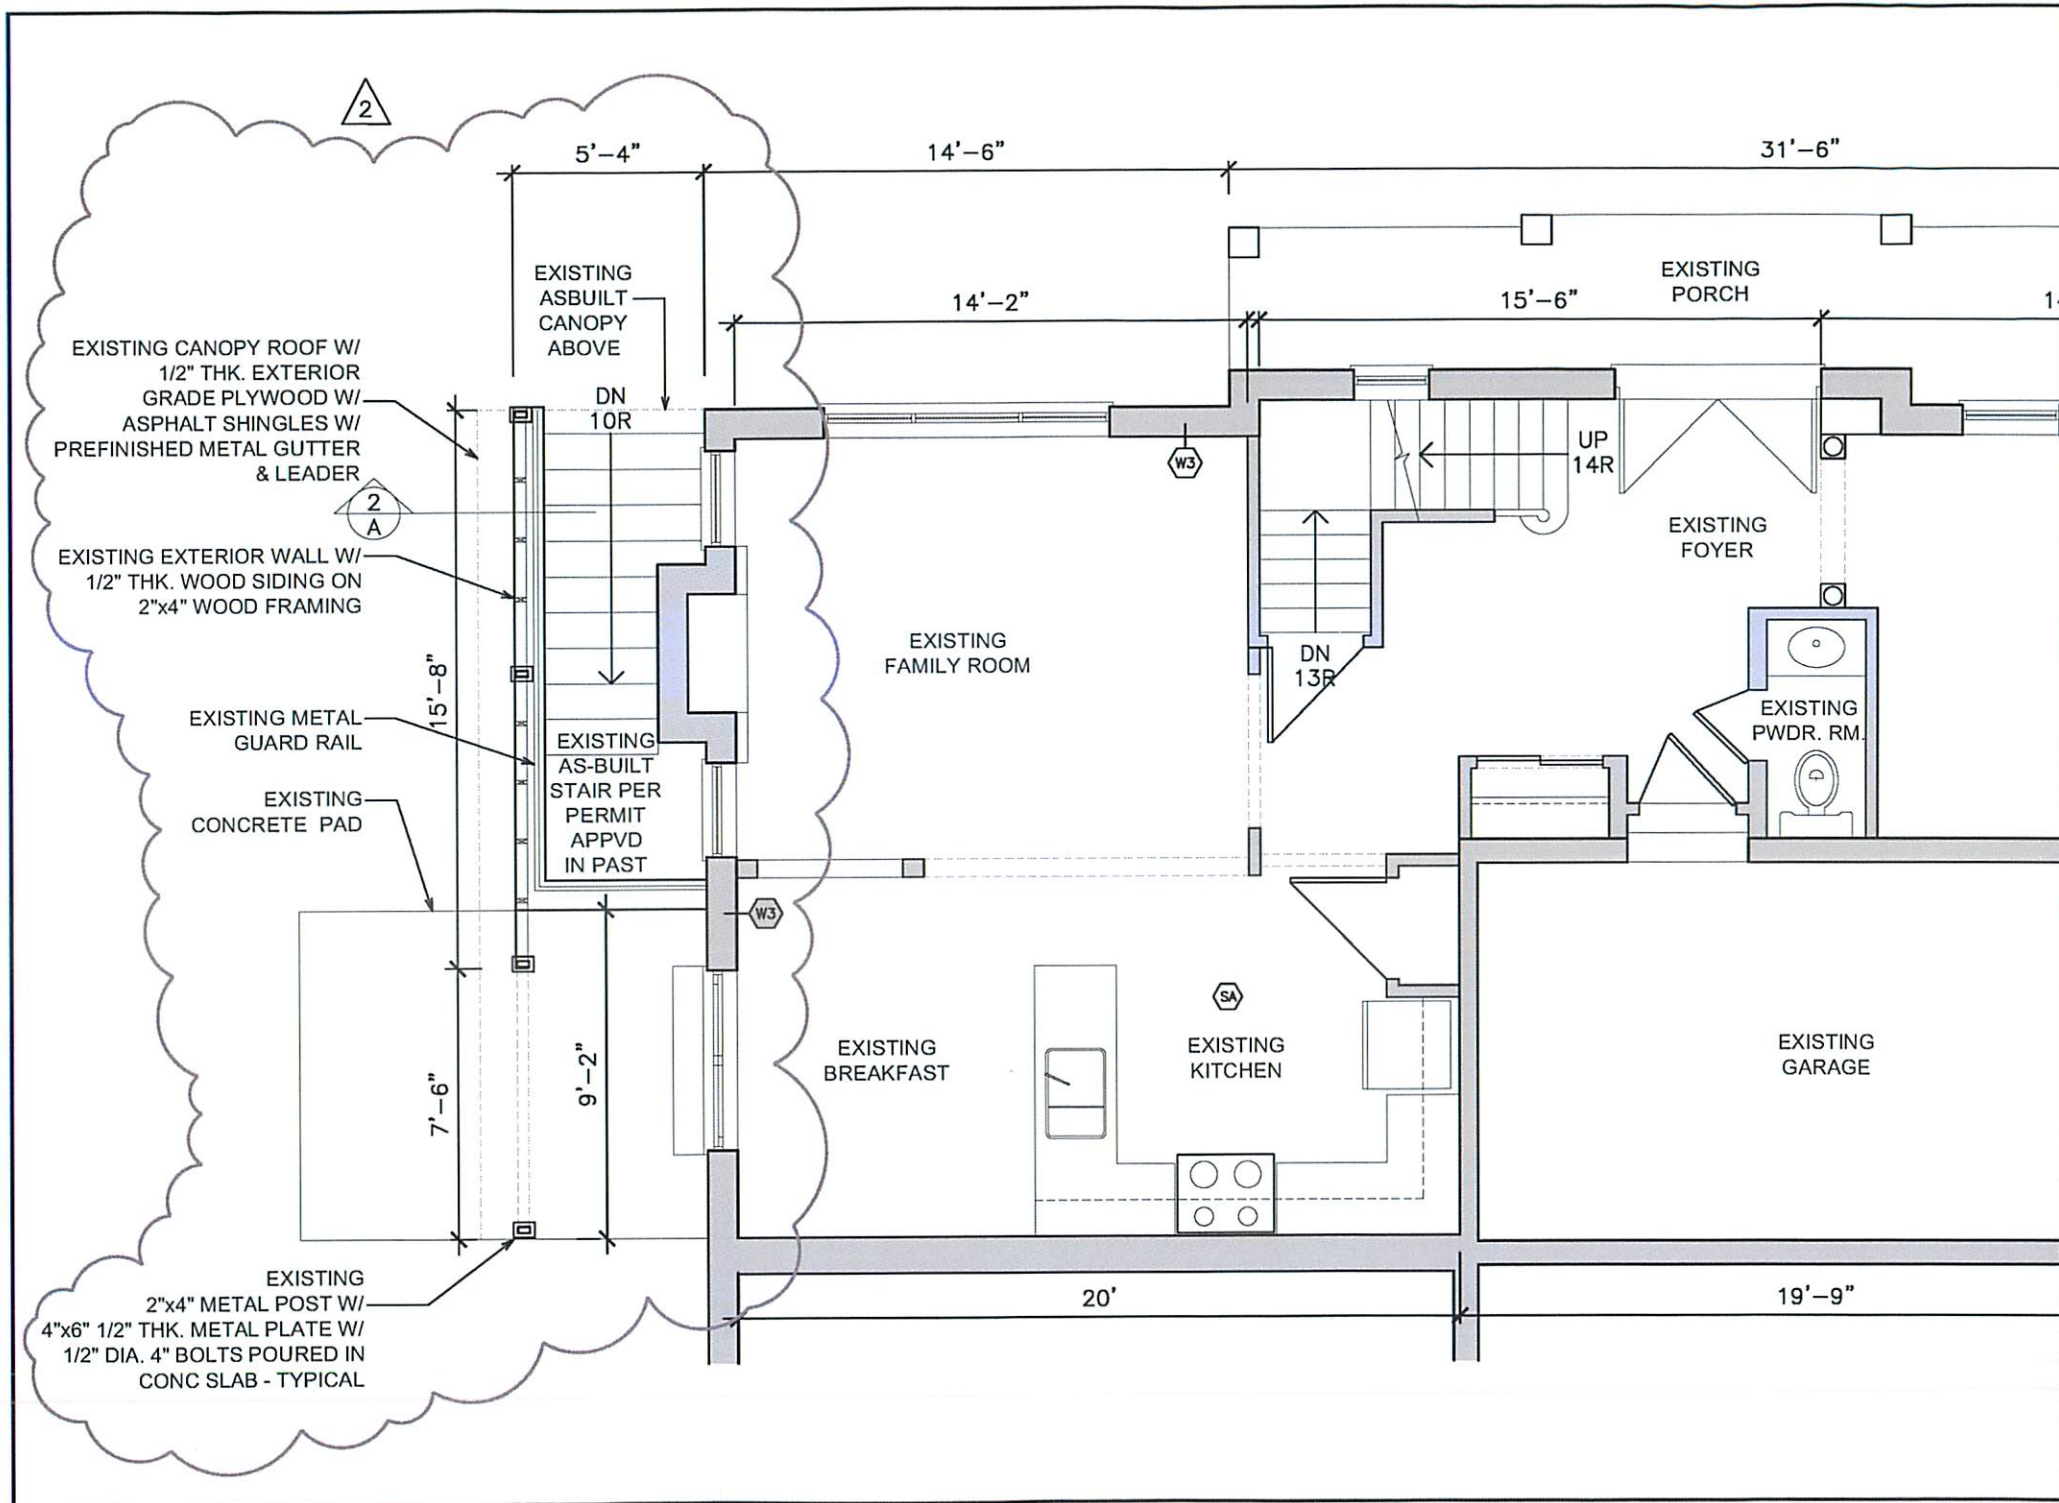 2
5'-4"
14'-6"
31'-6"
EXISTING
ASBUILT
CANOPY
ABOVE
EXISTING
PORCH
14'-2"
15'-6"
EXISTING CANOPY ROOF W/
1/2" THK. EXTERIOR
GRADE PLYWOOD W/
ASPHALT SHINGLES W/
PREFINISHED METAL GUTTER
& LEADER
DN
10R
W3
UP
14R
2
A
EXISTING
FOYER
EXISTING EXTERIOR WALL W/
1/2" THK. WOOD SIDING ON
2"x4" WOOD FRAMING
EXISTING
FAMILY ROOM
DN
13R
15'-8"
EXISTING METAL
GUARD RAIL
EXISTING
AS-BUILT
STAIR PER
PERMIT
APPVD
IN PAST
EXISTING
PWDR. RM.
EXISTING
CONCRETE PAD
W3
SA
EXISTING
BREAKFAST
EXISTING
KITCHEN
EXISTING
GARAGE
7'-6"
9'-2"
EXISTING
2"x4" METAL POST W/
4"x6" 1/2" THK. METAL PLATE W/
1/2" DIA. 4" BOLTS POURED IN
CONC SLAB - TYPICAL
20'
19'-9"